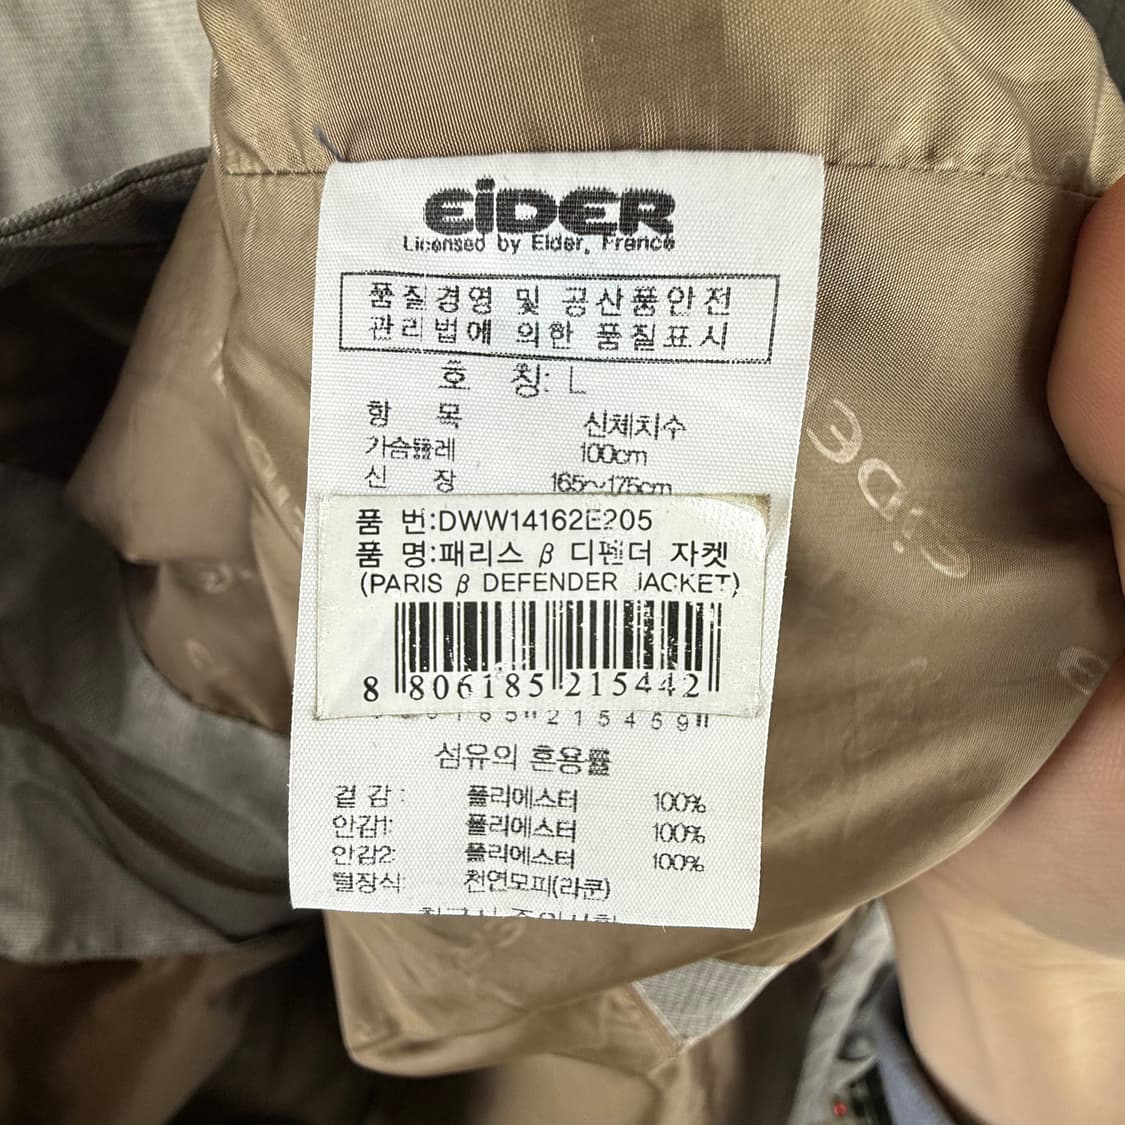 EiDER
Licensed by Eider, France
품질경영 및 공산품안전
관리법에 의한 품질표시
호 칭: L
항 목 신체치수
가슴둘레 100cm
신 장 165~175cm
품 번:DWW14162E205
품 명:패리스 β 디펜더 자켓
(PARIS β DEFENDER JACKET)
8 806185 215442
섬유의 혼용률
겉 감: 폴리에스터 100%
안감1: 폴리에스터 100%
안감2: 폴리에스터 100%
털장식: 천연모피(라쿤)
EiDER